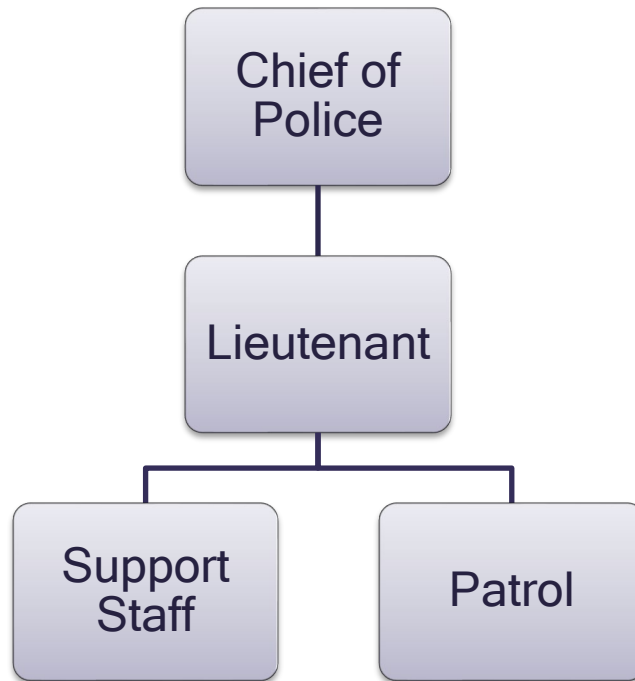 Chief of
Police
Lieutenant
Support
Staff
Patrol